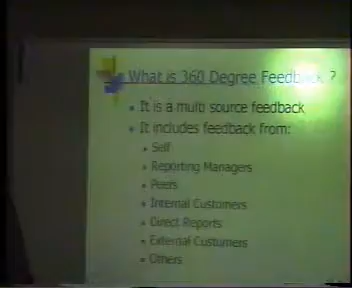 What is 360 Degree Feedback ?
It is a multi source feedback
It includes feedback from:
Self
Reporting Managers
Peers
Internal Customers
Direct Reports
External Customers
Others